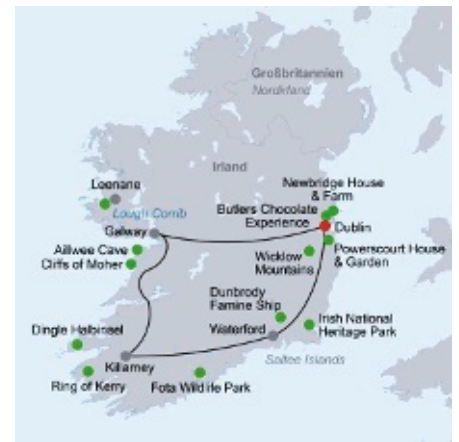 Großbritannien
Nordirland
Irland
Leenane
Lough Corrib
Galway
Newbridge House
& Farm
Butlers Chocolate
Experience
Dublin
Aillwee Cave
Cliffs of Moher
Wicklow
Mountains
Powerscourt House
& Garden
Dunbrody
Famine Ship
Waterford
Irish National
Heritage Park
Dingle Halbinsel
Killarney
Saltee Islands
Ring of Kerry
Fota Wildlife Park